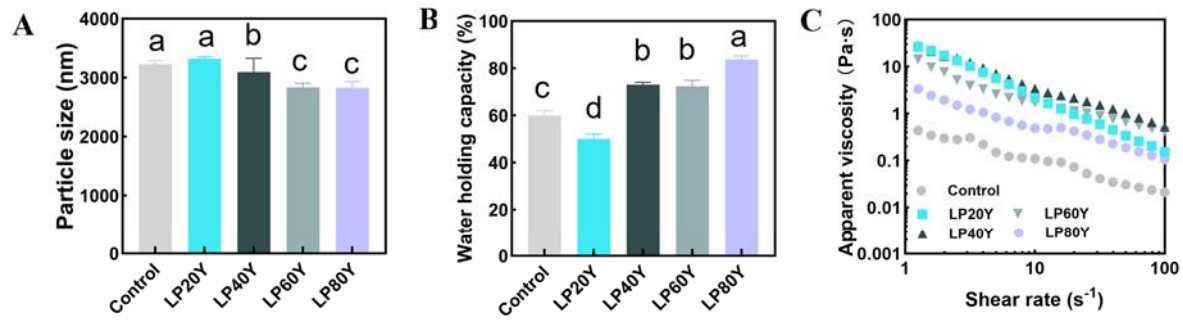 A
Particle size (nm)
4000
3000
2000
1000
0
a
a
b
c
c
Control
LP20Y
LP40Y
LP60Y
LP80Y
B
Water holding capacity (%)
100
80
60
40
20
0
c
d
b
b
a
Control
LP20Y
LP40Y
LP60Y
LP80Y
C
Apparent viscosity (Pa·s)
100
10
1
0.1
0.01
0.001
Control
LP20Y
LP40Y
LP60Y
LP80Y
1
10
100
Shear rate (s⁻¹)